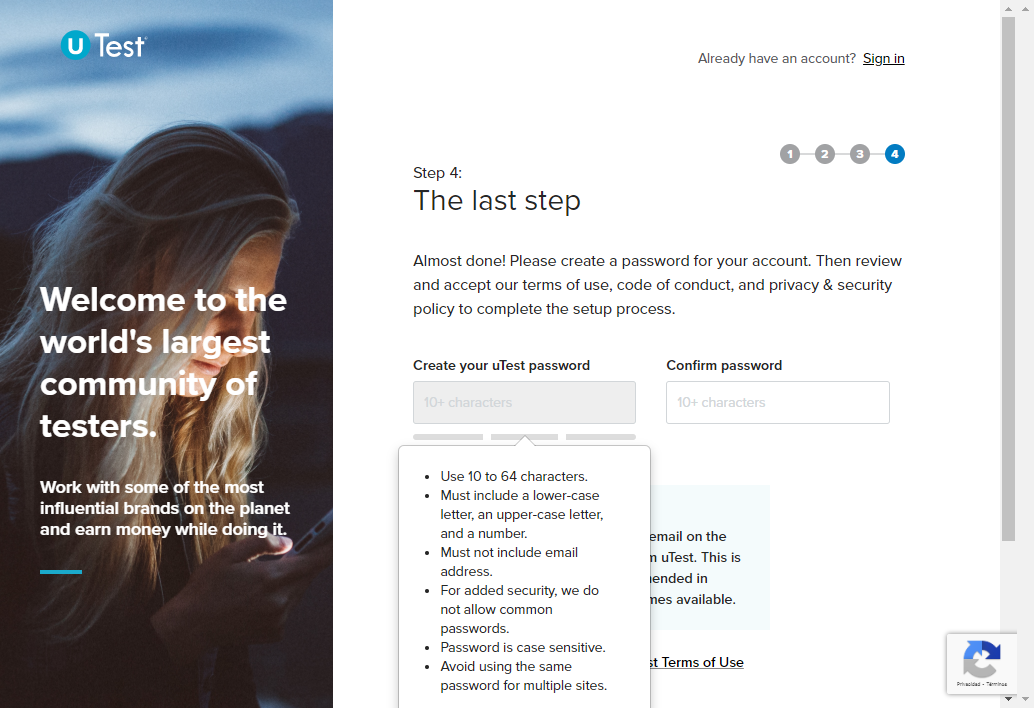 U Test
Already have an account? Sign in
1 2 3 4
Step 4:
The last step
Almost done! Please create a password for your account. Then review
and accept our terms of use, code of conduct, and privacy & security
policy to complete the setup process.
Welcome to the
world's largest
community of
testers.
Work with some of the most
influential brands on the planet
and earn money while doing it.
Create your uTest password
Confirm password
10+ characters
10+ characters
• Use 10 to 64 characters.
• Must include a lower-case
letter, an upper-case letter,
and a number.
• Must not include email
address.
• For added security, we do
not allow common
passwords.
• Password is case sensitive.
• Avoid using the same
password for multiple sites.
email on the
uTest. This is
in
available.
Terms of Use
Privacidad - Términos